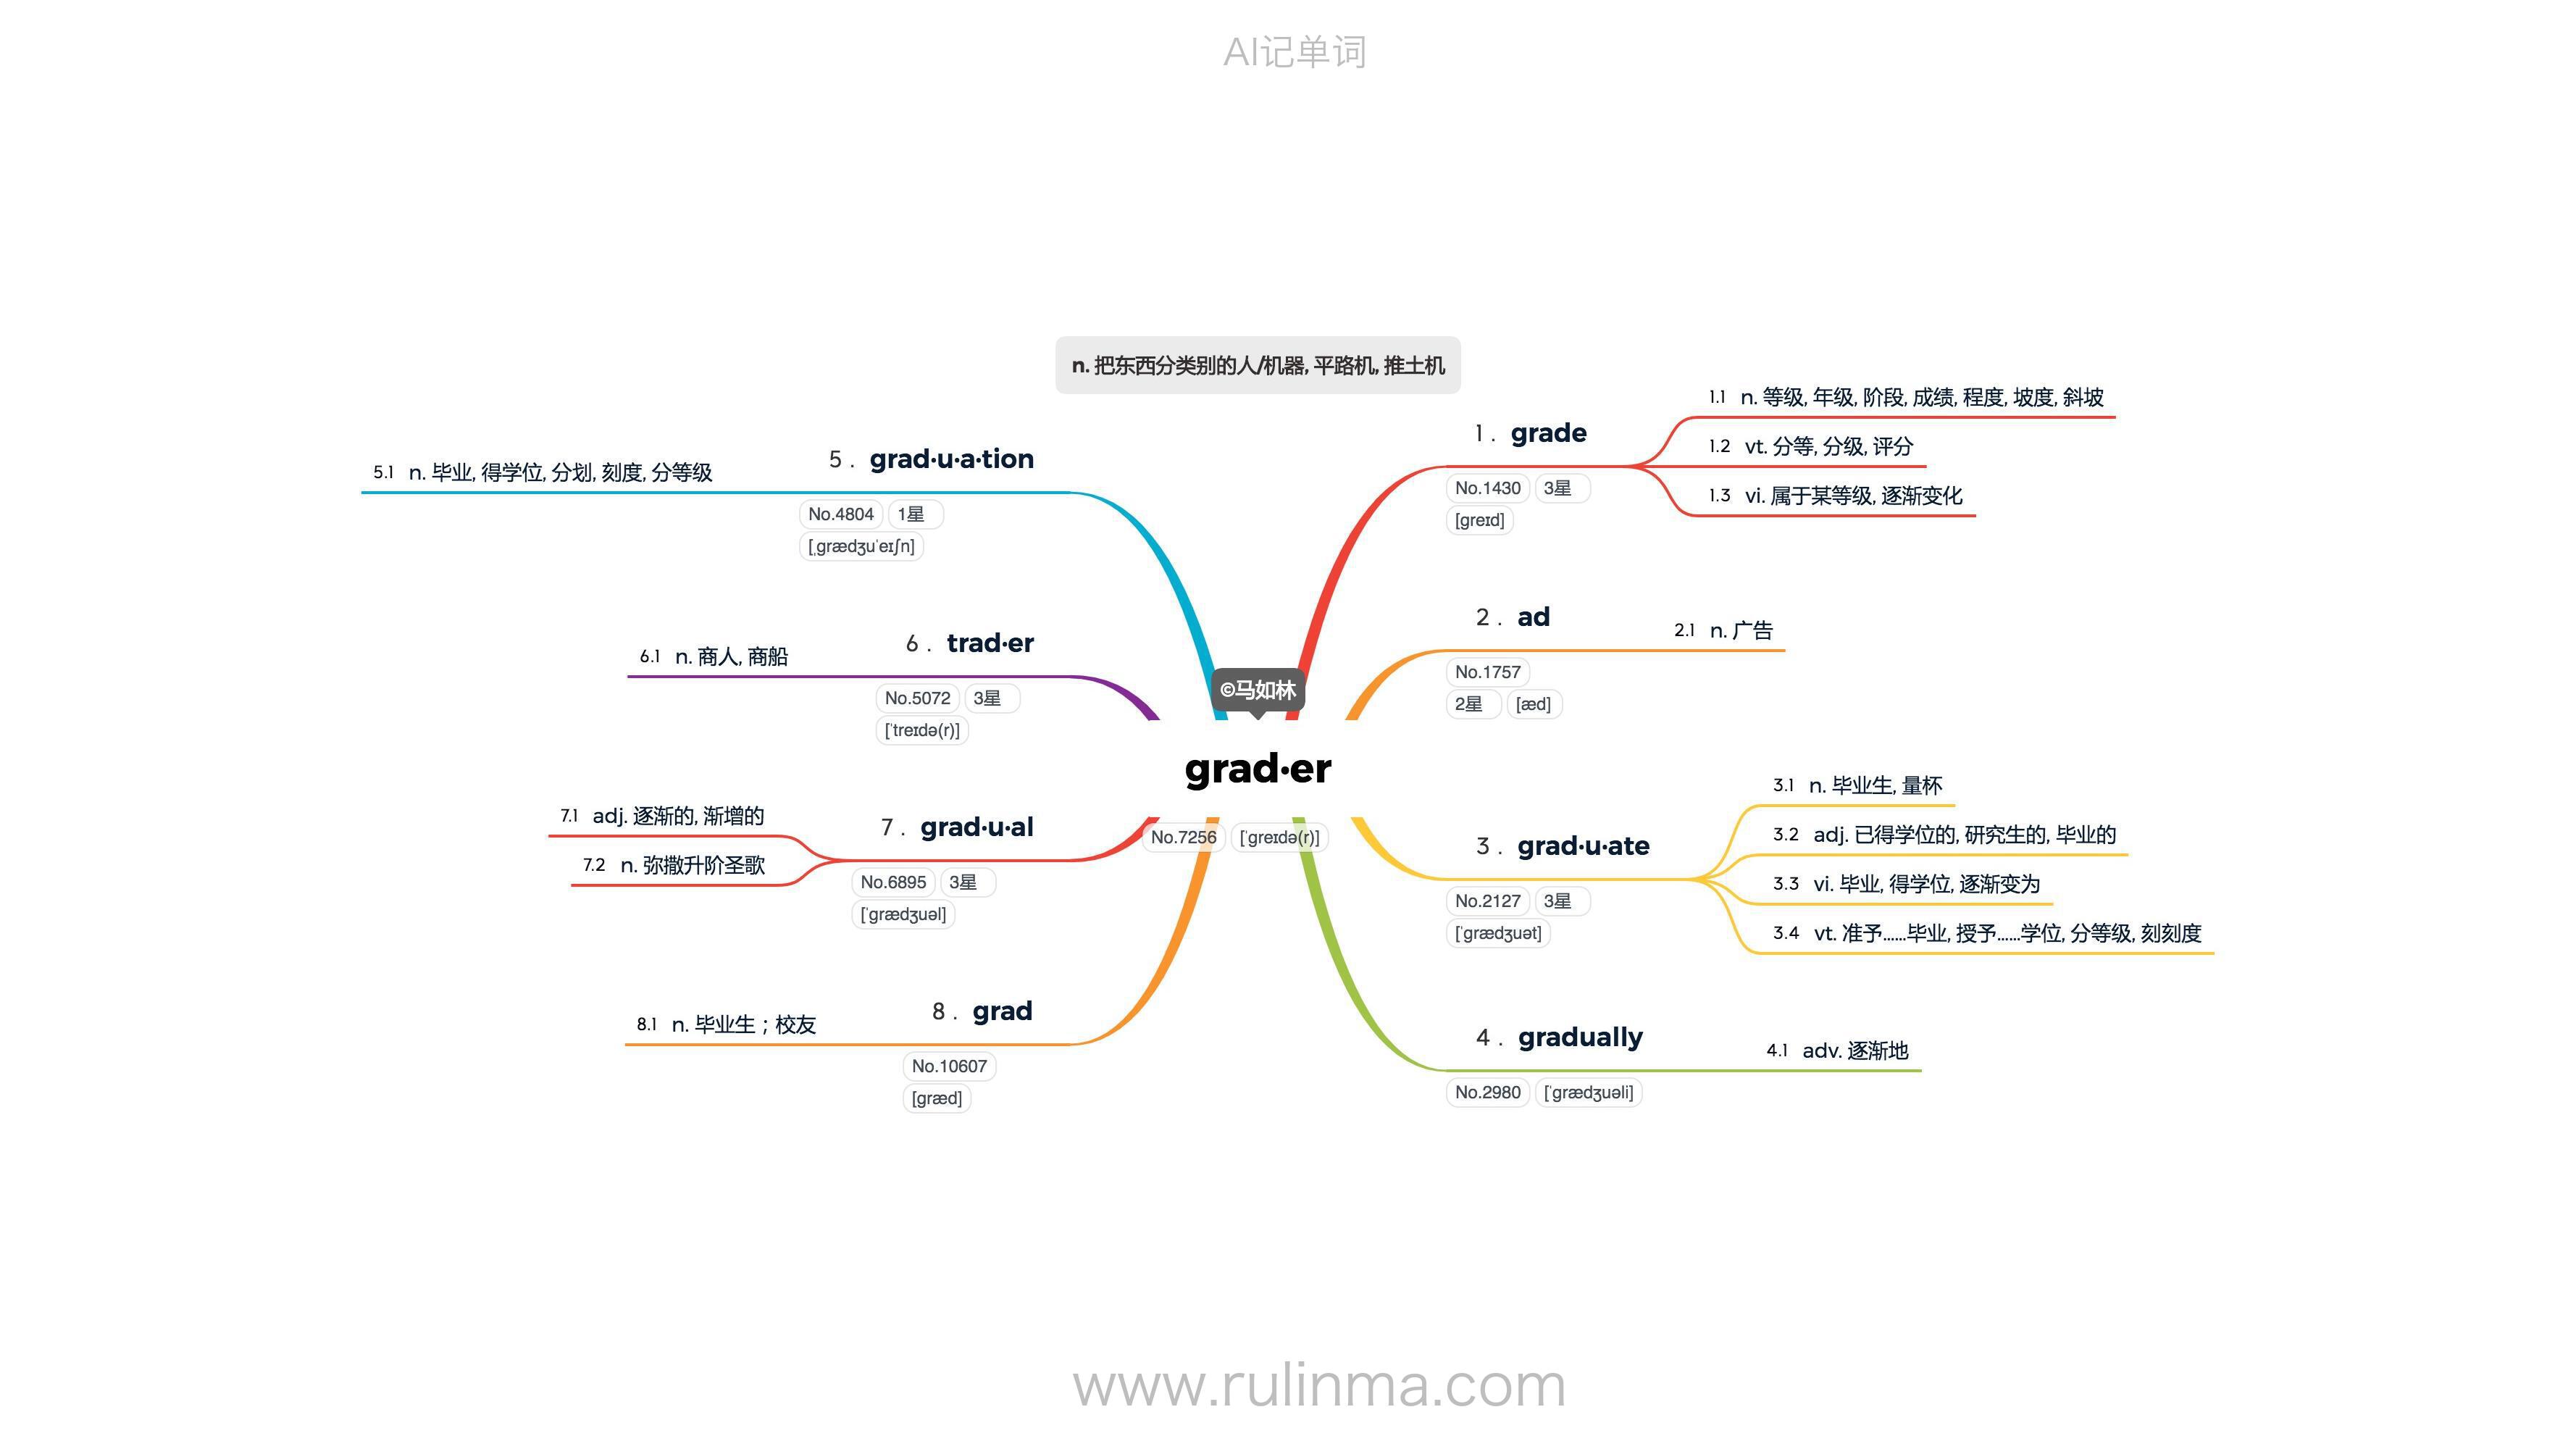 AI记单词
n. 把东西分类别的人/机器, 平路机, 推土机
©马如林
grad·er
No.7256 [ˈɡreɪdə(r)]
1 . grade
No.1430 3星
[ɡreɪd]
1.1 n. 等级, 年级, 阶段, 成绩, 程度, 坡度, 斜坡
1.2 vt. 分等, 分级, 评分
1.3 vi. 属于某等级, 逐渐变化
2 . ad
No.1757
2星 [æd]
2.1 n. 广告
3 . grad·u·ate
No.2127 3星
[ˈɡrædʒuət]
3.1 n. 毕业生, 量杯
3.2 adj. 已得学位的, 研究生的, 毕业的
3.3 vi. 毕业, 得学位, 逐渐变为
3.4 vt. 准予……毕业, 授予……学位, 分等级, 刻刻度
4 . gradually
No.2980 [ˈɡrædʒuəli]
4.1 adv. 逐渐地
5 . grad·u·a·tion
No.4804 1星
[ˌɡrædʒuˈeɪʃn]
5.1 n. 毕业, 得学位, 分划, 刻度, 分等级
6 . trad·er
No.5072 3星
[ˈtreɪdə(r)]
6.1 n. 商人, 商船
7 . grad·u·al
No.6895 3星
[ˈɡrædʒuəl]
7.1 adj. 逐渐的, 渐增的
7.2 n. 弥撒升阶圣歌
8 . grad
No.10607
[ɡræd]
8.1 n. 毕业生；校友
www.rulinma.com